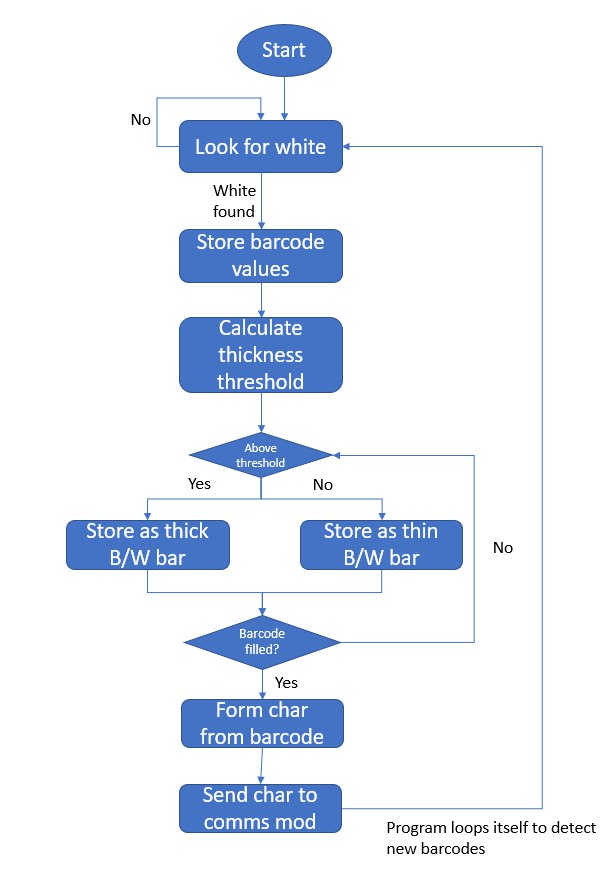 Start
No
Look for white
White
found
Store barcode
values
Calculate
thickness
threshold
Above
threshold
Yes
No
Store as thick
B/W bar
Store as thin
B/W bar
No
Barcode
filled?
Yes
Form char
from barcode
Send char to
comms mod
Program loops itself to detect
new barcodes